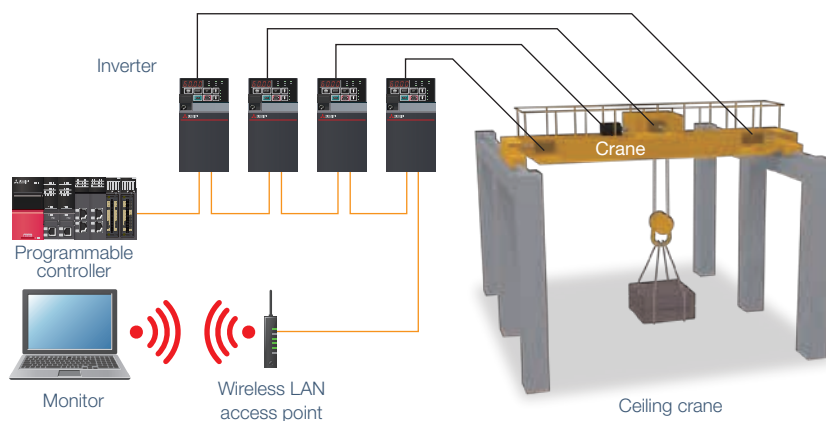 Inverter
Crane
Programmable
controller
Monitor
Wireless LAN
access point
Ceiling crane